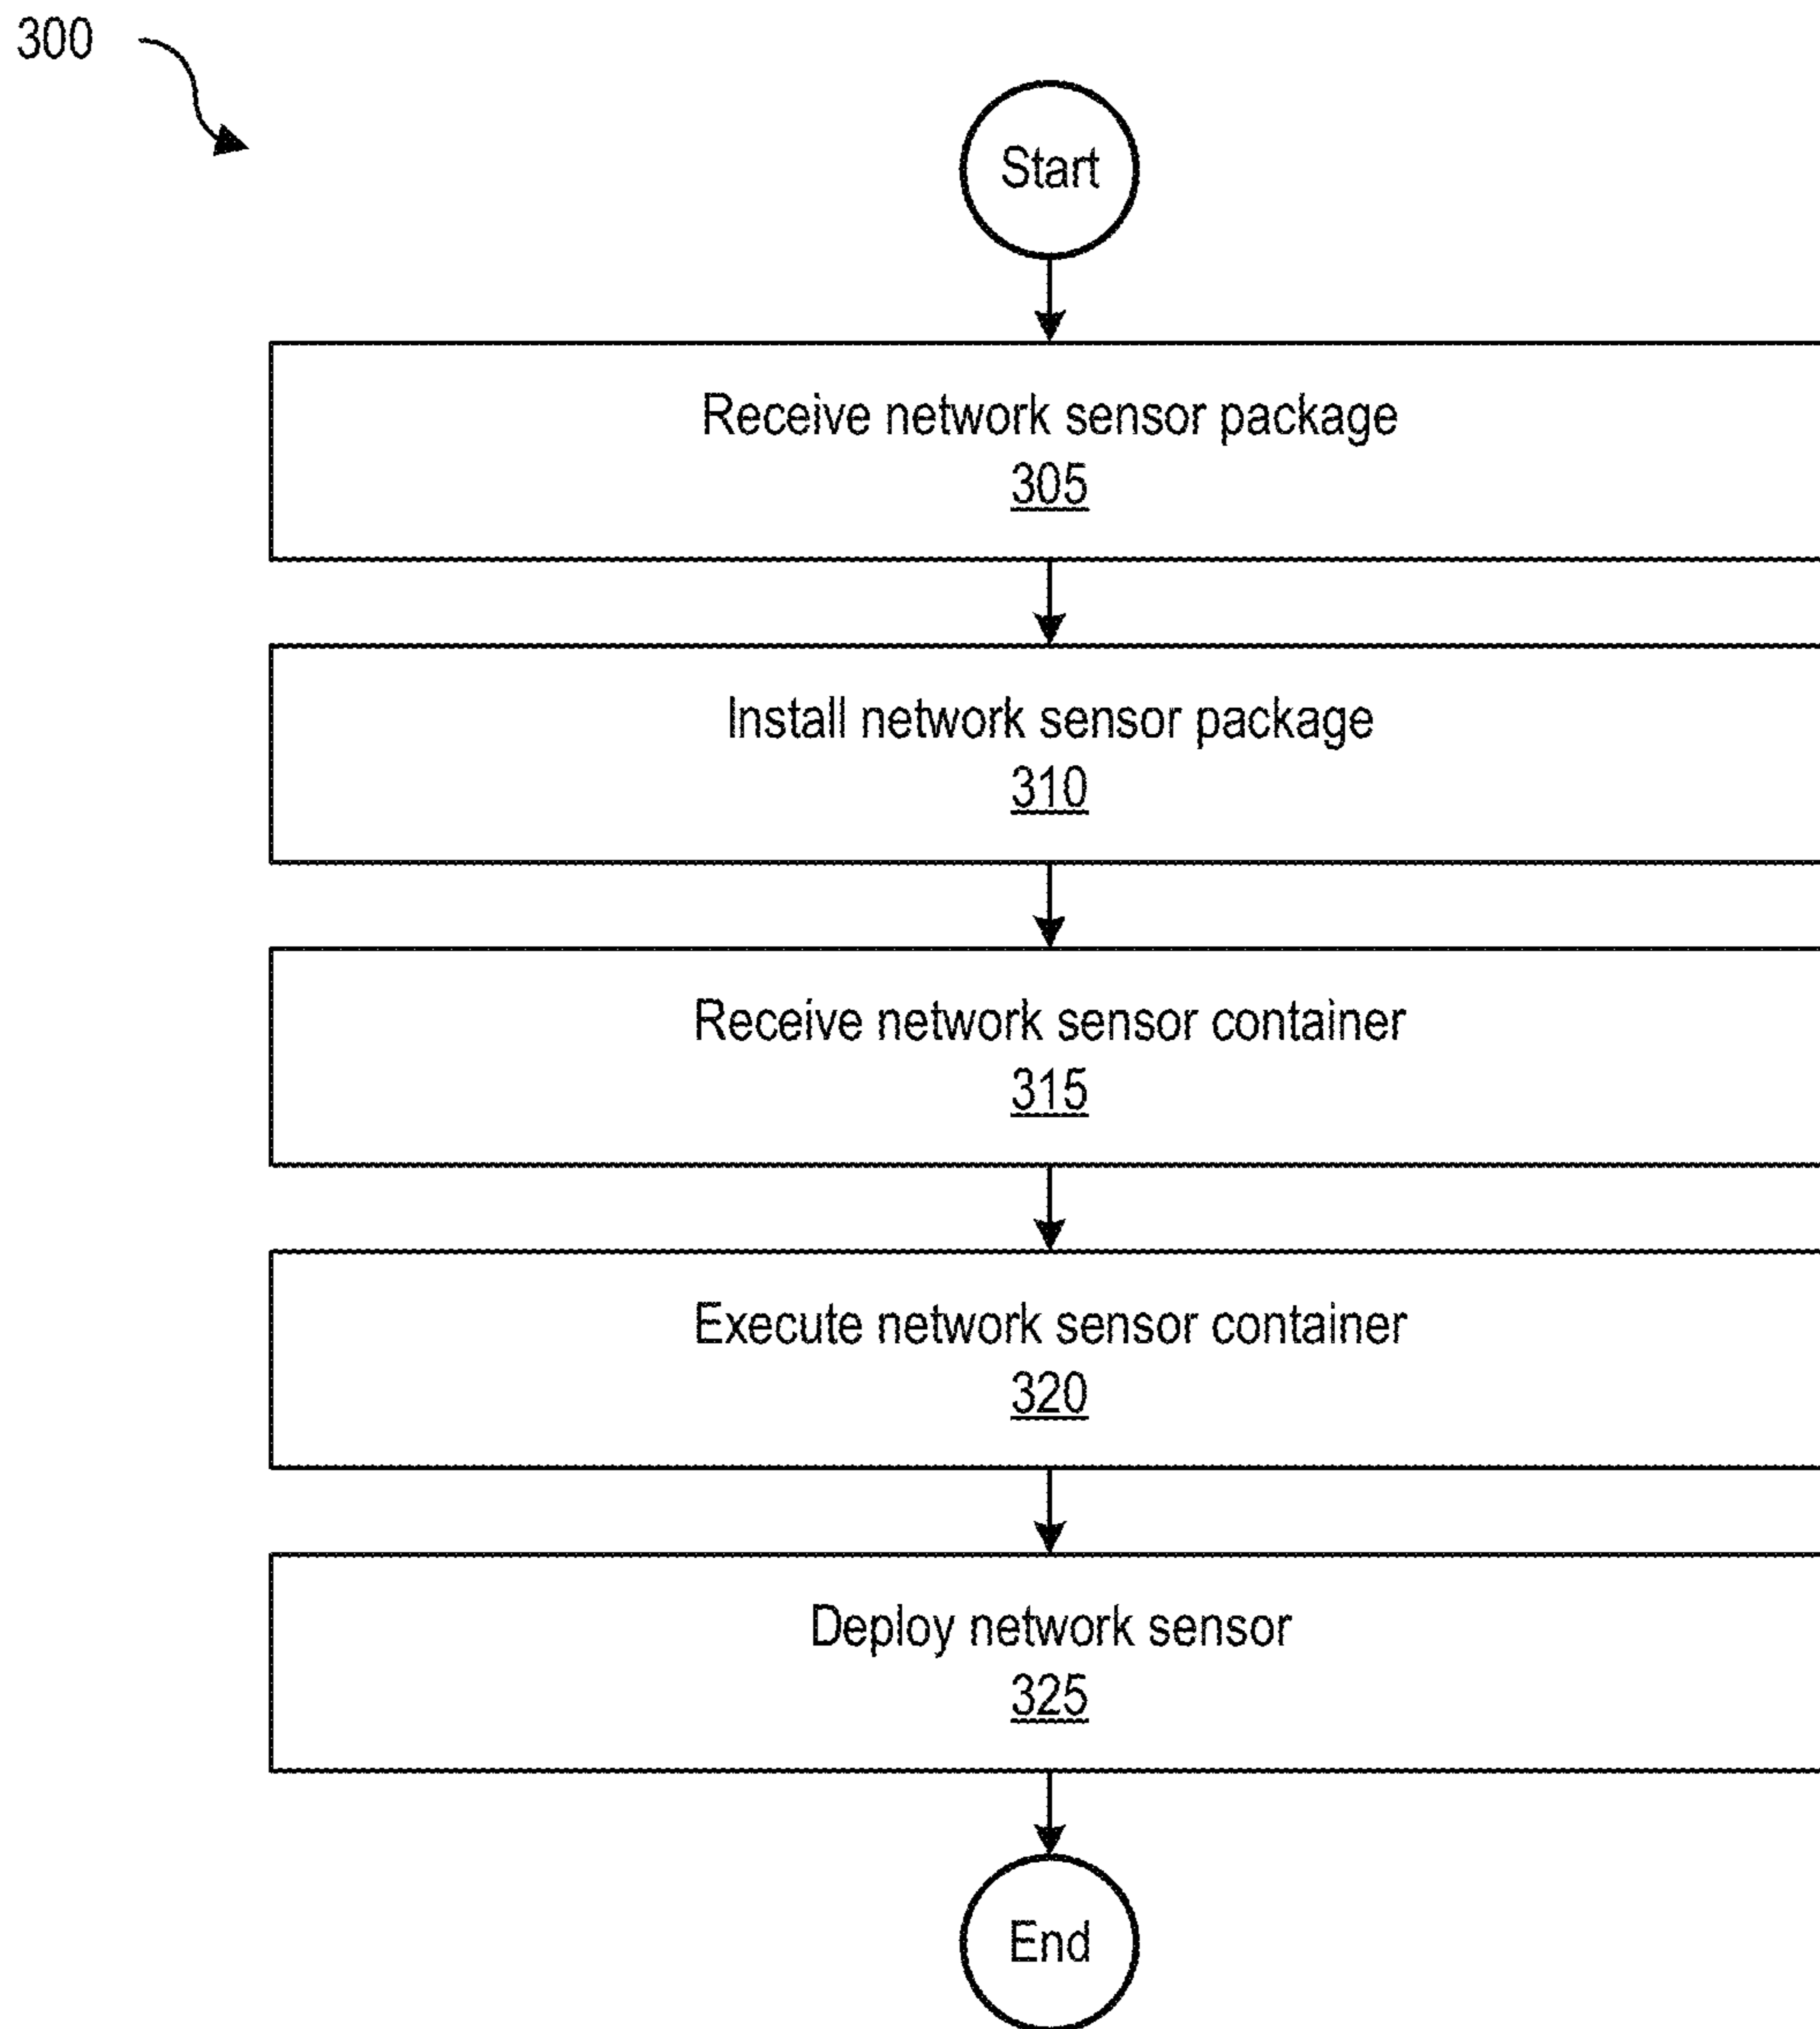 300
Start
Receive network sensor package
305
Install network sensor package
310
Receive network sensor container
315
Execute network sensor container
320
Deploy network sensor
325
End